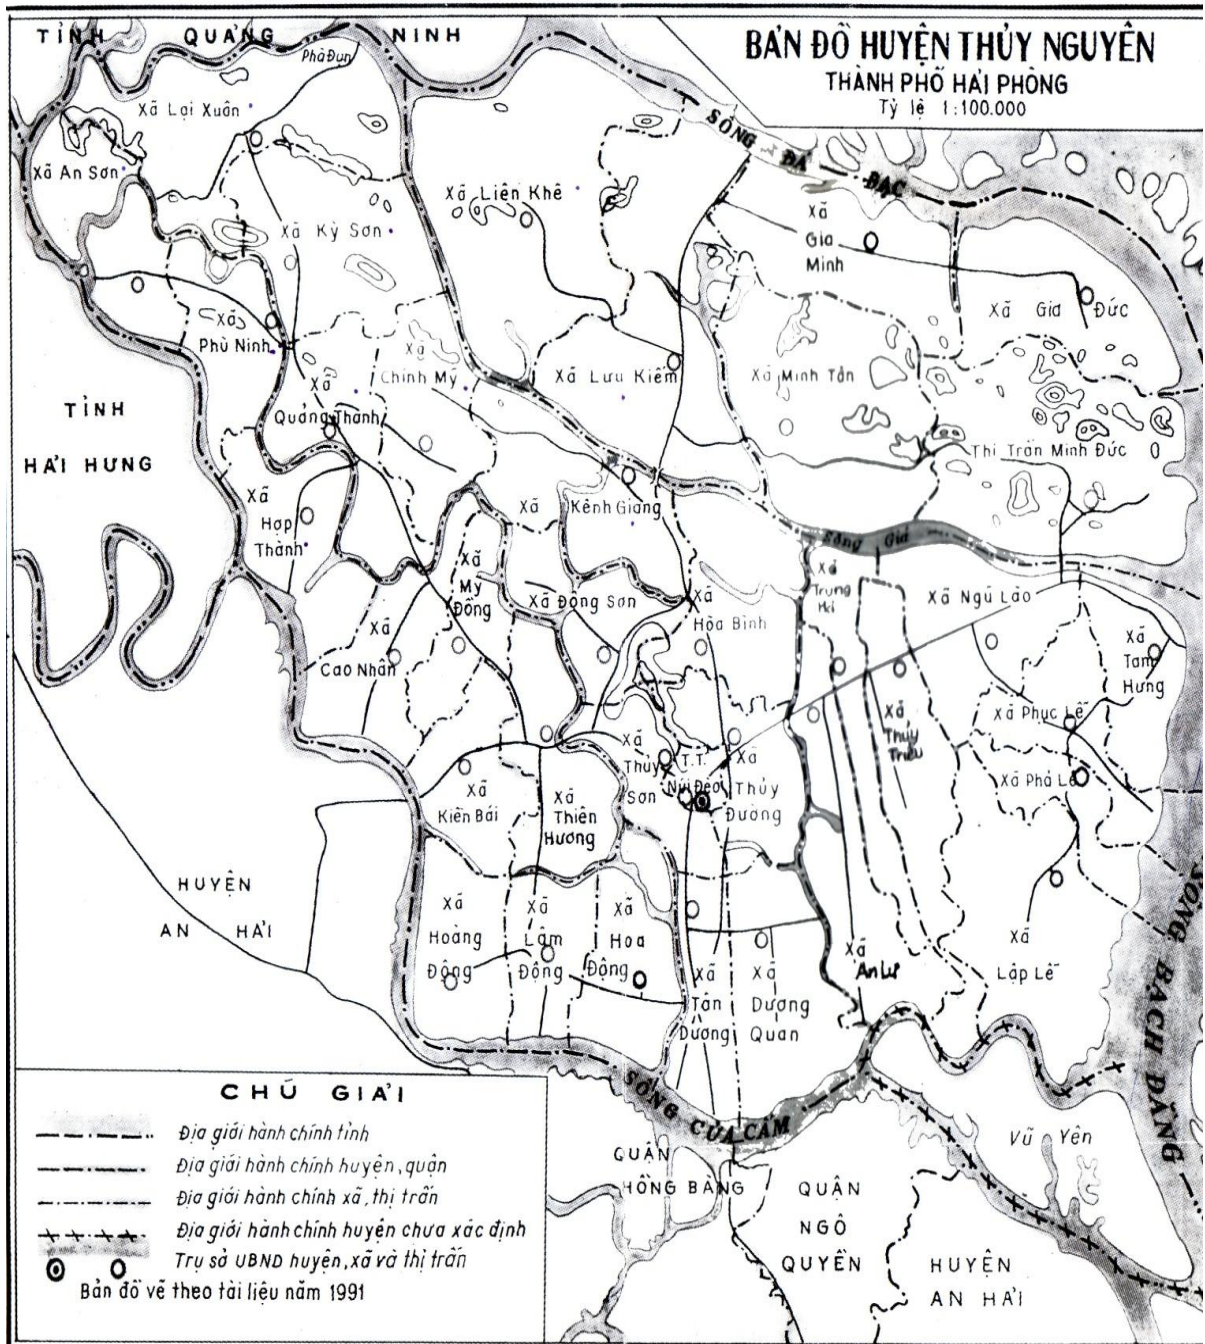 TỈNH QUẢNG NINH
BẢN ĐỒ HUYỆN THỦY NGUYÊN
THÀNH PHỐ HẢI PHÒNG
Tỷ lệ 1:100.000
Phà Đụn
Xã Lại Xuân
SÔNG ĐÁ BẠC
Xã An Sơn
Xã Liên Khê
Xã Kỳ Sơn
Xã
Gia
Minh
Xã Gia Đức
Xã
Phù Ninh
Xã
Chính Mỹ
Xã Lưu Kiếm
Xã Minh Tân
TỈNH
HẢI HƯNG
Xã
Quảng Thanh
Thị Trấn Minh Đức
Xã
Hợp
Thành
Xã Kênh Giang
Sông Giá
Xã
Mỹ
Đồng
Xã Đông Sơn
Xã
Hòa Bình
Xã
Trung
Hà
Xã Ngũ Lão
Xã
Cao Nhân
Xã
Tam
Hưng
Xã
Thủy
Triều
Xã Phục Lễ
Xã Phả Lễ
Xã
Thủy
Sơn
T.T.
Núi Đèo
Xã
Thủy
Đường
Xã
Kiền Bái
Xã
Thiên
Hương
HUYỆN
AN HẢI
Xã
Hoàng
Động
Xã
Lâm
Động
Xã
Hoa
Động
Xã
Tân
Dương
Xã
Dương
Quan
Xã
An Lư
Xã
Lập Lễ
SÔNG BẠCH ĐẰNG
SÔNG CỬA CẤM
Vũ Yên
QUẬN
HỒNG BÀNG
QUẬN
NGÔ
QUYỀN
HUYỆN
AN HẢI
CHÚ GIẢI
Địa giới hành chính tỉnh
Địa giới hành chính huyện, quận
Địa giới hành chính xã, thị trấn
Địa giới hành chính huyện chưa xác định
Trụ sở UBND huyện, xã và thị trấn
Bản đồ vẽ theo tài liệu năm 1991